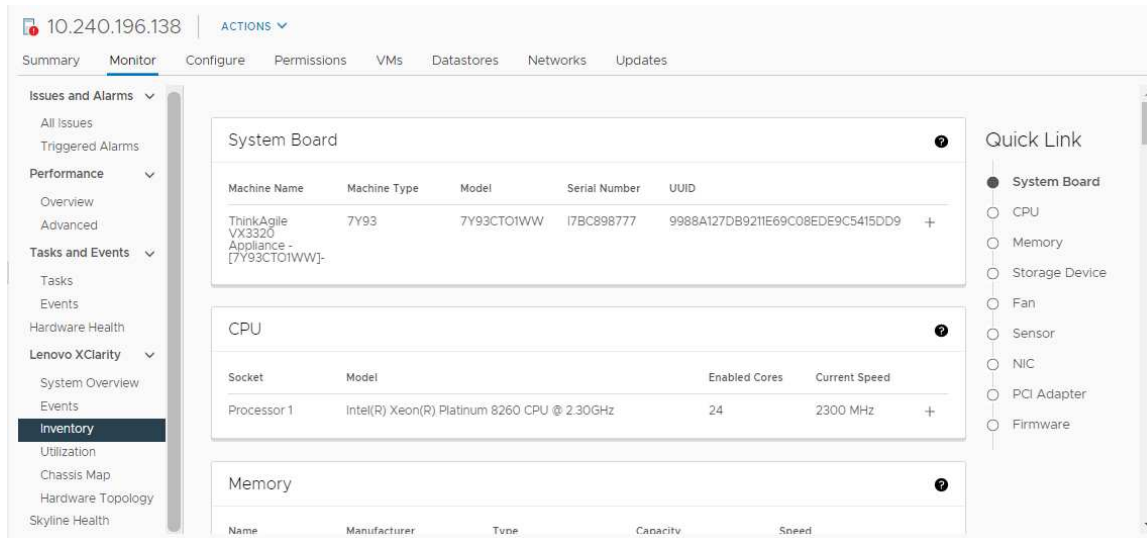 10.240.196.138 ACTIONS
Summary Monitor Configure Permissions VMs Datastores Networks Updates
Issues and Alarms
All Issues
Triggered Alarms
Performance
Overview
Advanced
Tasks and Events
Tasks
Events
Hardware Health
Lenovo XClarity
System Overview
Events
Inventory
Utilization
Chassis Map
Hardware Topology
Skyline Health
System Board
Machine Name Machine Type Model Serial Number UUID
ThinkAgile 7Y93 7Y93CTO1WW I7BC898777 9988A127DB9211E69C08EDE9C5415DD9 +
VX3320
Appliance -
[7Y93CTO1WW]-
CPU
Socket Model Enabled Cores Current Speed
Processor 1 Intel(R) Xeon(R) Platinum 8260 CPU @ 2.30GHz 24 2300 MHz +
Memory
Name Manufacturer Type Capacity Speed
Quick Link
System Board
CPU
Memory
Storage Device
Fan
Sensor
NIC
PCI Adapter
Firmware